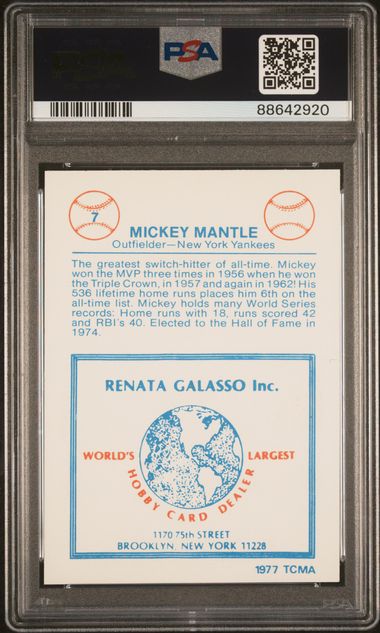 PSA
88642920
7
MICKEY MANTLE
Outfielder—New York Yankees
The greatest switch-hitter of all-time. Mickey
won the MVP three times in 1956 when he won
the Triple Crown, in 1957 and again in 1962! His
536 lifetime home runs places him 6th on the
all-time list. Mickey holds many World Series
records: Home runs with 18, runs scored 42
and RBI's 40. Elected to the Hall of Fame in
1974.
RENATA GALASSO Inc.
WORLD'S LARGEST
HOBBY CARD DEALER
1170 75th STREET
BROOKLYN, NEW YORK 11228
1977 TCMA
PSA